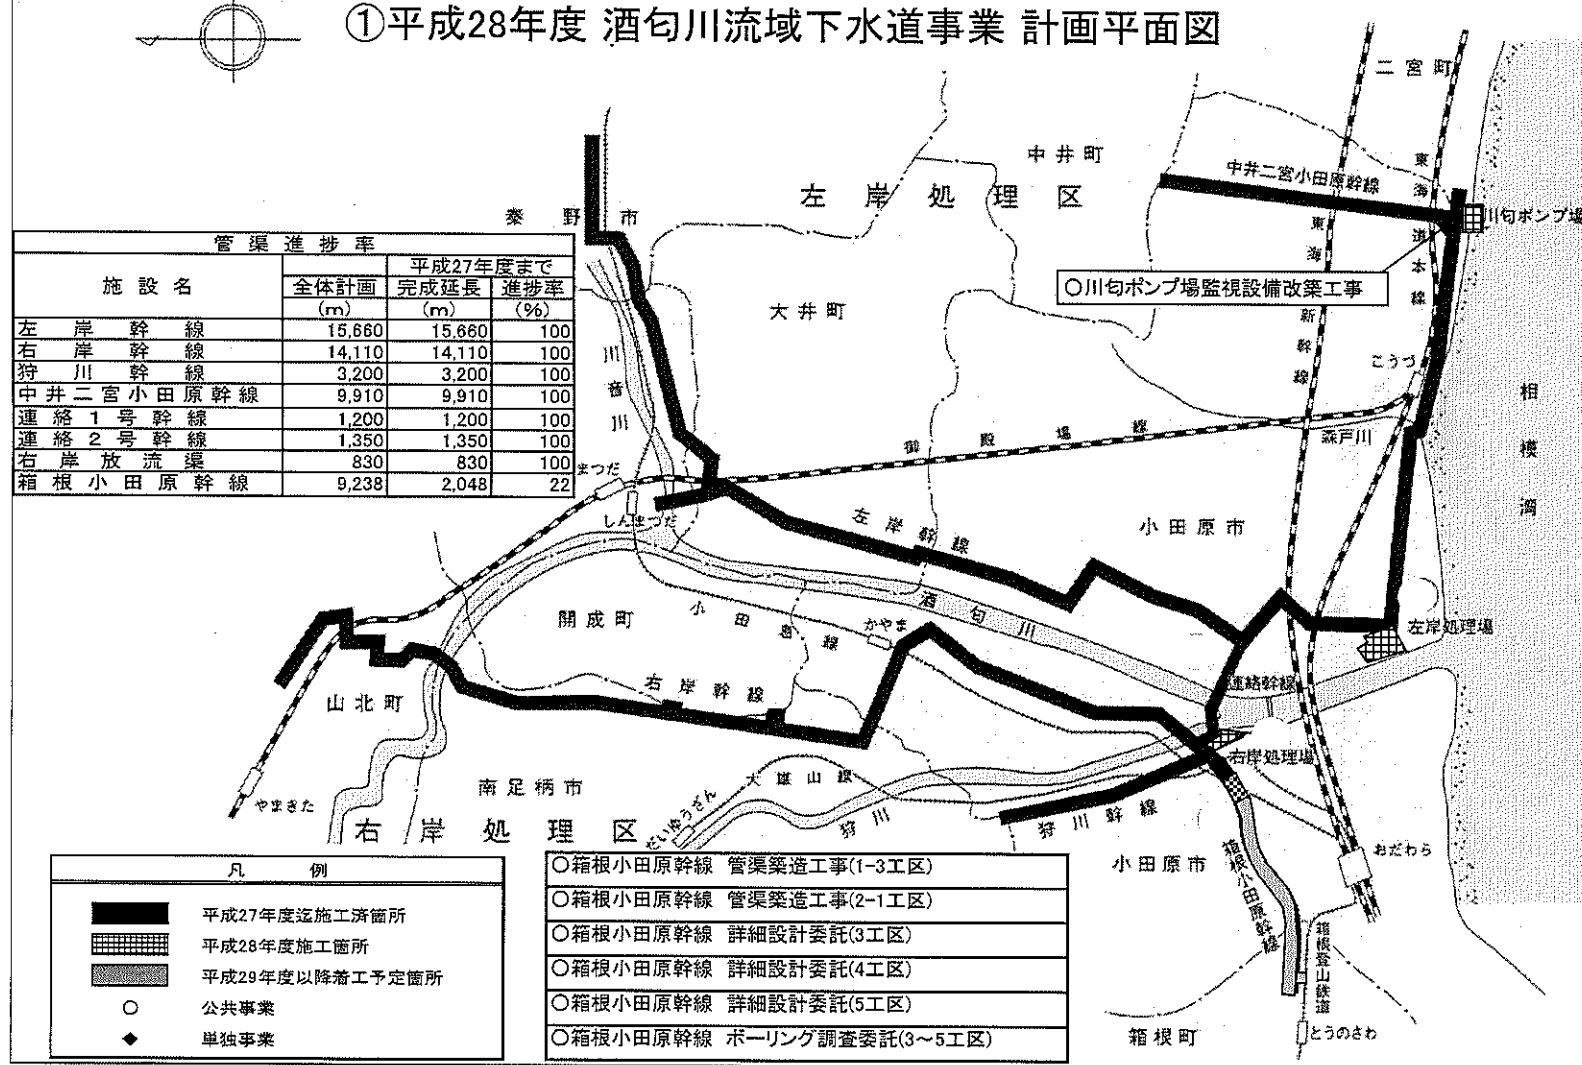 ①平成28年度 酒匂川流域下水道事業 計画平面図
二宮町
中井町
中井二宮小田原幹線
東海道本線
東海新幹線
川匂ポンプ場
左岸処理区
秦野市
大井町
○川匂ポンプ場監視設備改築工事
管渠進捗率
施設名
平成27年度まで
全体計画 完成延長 進捗率
(m) (m) (%)
左岸幹線 15,660 15,660 100
右岸幹線 14,110 14,110 100
狩川幹線 3,200 3,200 100
中井二宮小田原幹線 9,910 9,910 100
連絡1号幹線 1,200 1,200 100
連絡2号幹線 1,350 1,350 100
右岸放流渠 830 830 100
箱根小田原幹線 9,238 2,048 22
川音川
こうづ
相模湾
御殿場線
森戸川
まつだ
しんまつだ
左岸幹線
小田原市
酒匂川
開成町
小田急線
かやま
左岸処理場
右岸幹線
連絡幹線
山北町
右岸処理場
南足柄市
大雄山線
やまきた
だいゆうざん
狩川
狩川幹線
右岸処理区
箱根小田原幹線
小田原市
おだわら
箱根登山鉄道
箱根町
とうのさわ
凡例
平成27年度迄施工済箇所
平成28年度施工箇所
平成29年度以降着工予定箇所
○ 公共事業
◆ 単独事業
○箱根小田原幹線 管渠築造工事(1-3工区)
○箱根小田原幹線 管渠築造工事(2-1工区)
○箱根小田原幹線 詳細設計委託(3工区)
○箱根小田原幹線 詳細設計委託(4工区)
○箱根小田原幹線 詳細設計委託(5工区)
○箱根小田原幹線 ボーリング調査委託(3～5工区)